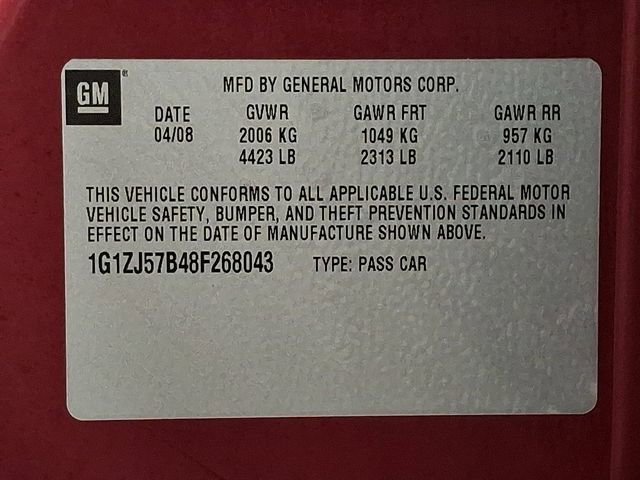 GM®
MFD BY GENERAL MOTORS CORP.
DATE GVWR GAWR FRT GAWR RR
04/08 2006 KG 1049 KG 957 KG
4423 LB 2313 LB 2110 LB
THIS VEHICLE CONFORMS TO ALL APPLICABLE U.S. FEDERAL MOTOR
VEHICLE SAFETY, BUMPER, AND THEFT PREVENTION STANDARDS IN
EFFECT ON THE DATE OF MANUFACTURE SHOWN ABOVE.
1G1ZJ57B48F268043 TYPE: PASS CAR